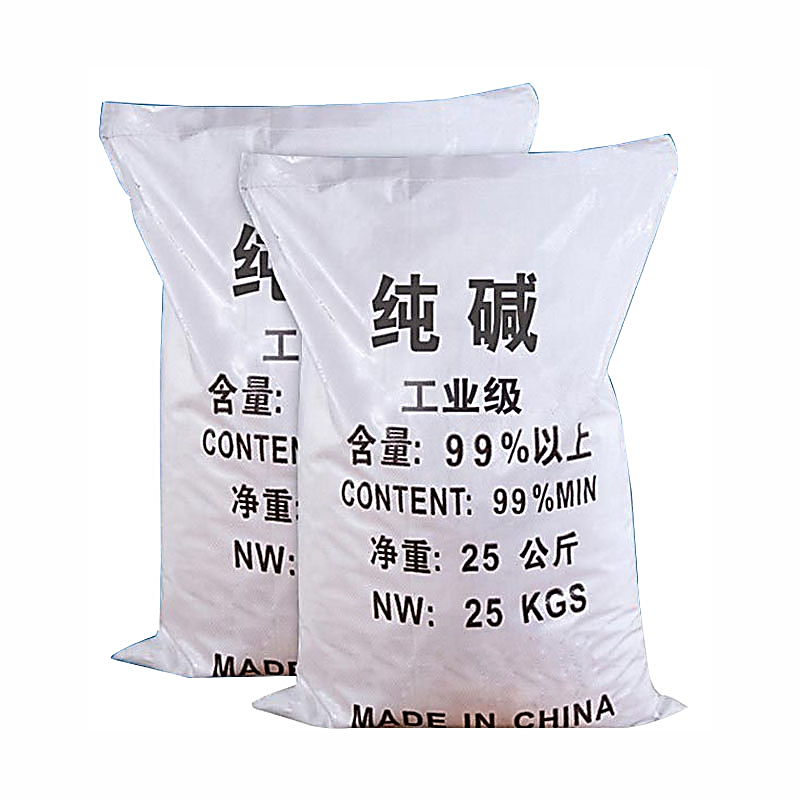 纯碱
工业级
含量: 99%以上
CONTENT: 99%MIN
净重: 25 公斤
NW: 25 KGS
MADE IN CHINA
纯
工
含量:
CONTEN
净重:
NW:
MADE